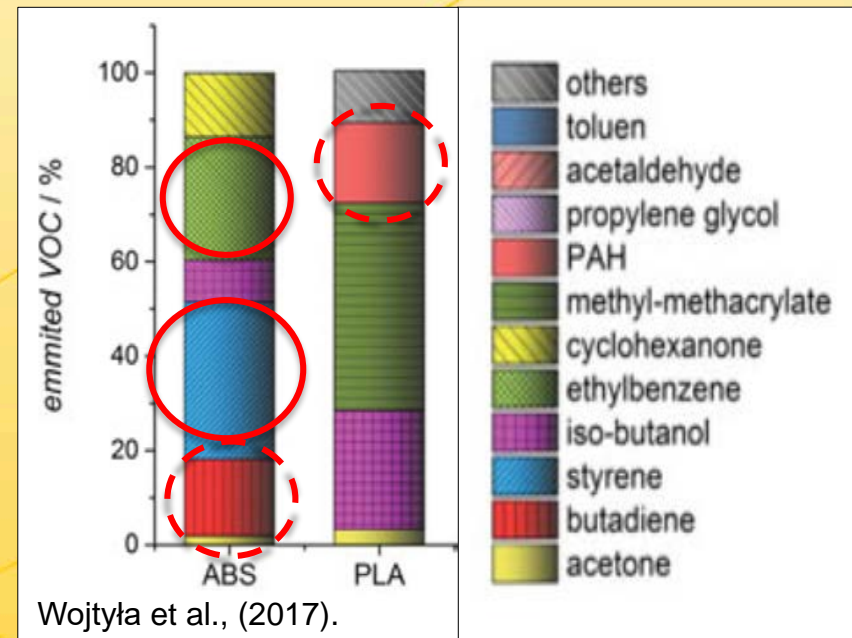 emmited VOC / %
100
80
60
40
20
0
ABS PLA
Wojtyła et al., (2017).
others
toluen
acetaldehyde
propylene glycol
PAH
methyl-methacrylate
cyclohexanone
ethylbenzene
iso-butanol
styrene
butadiene
acetone